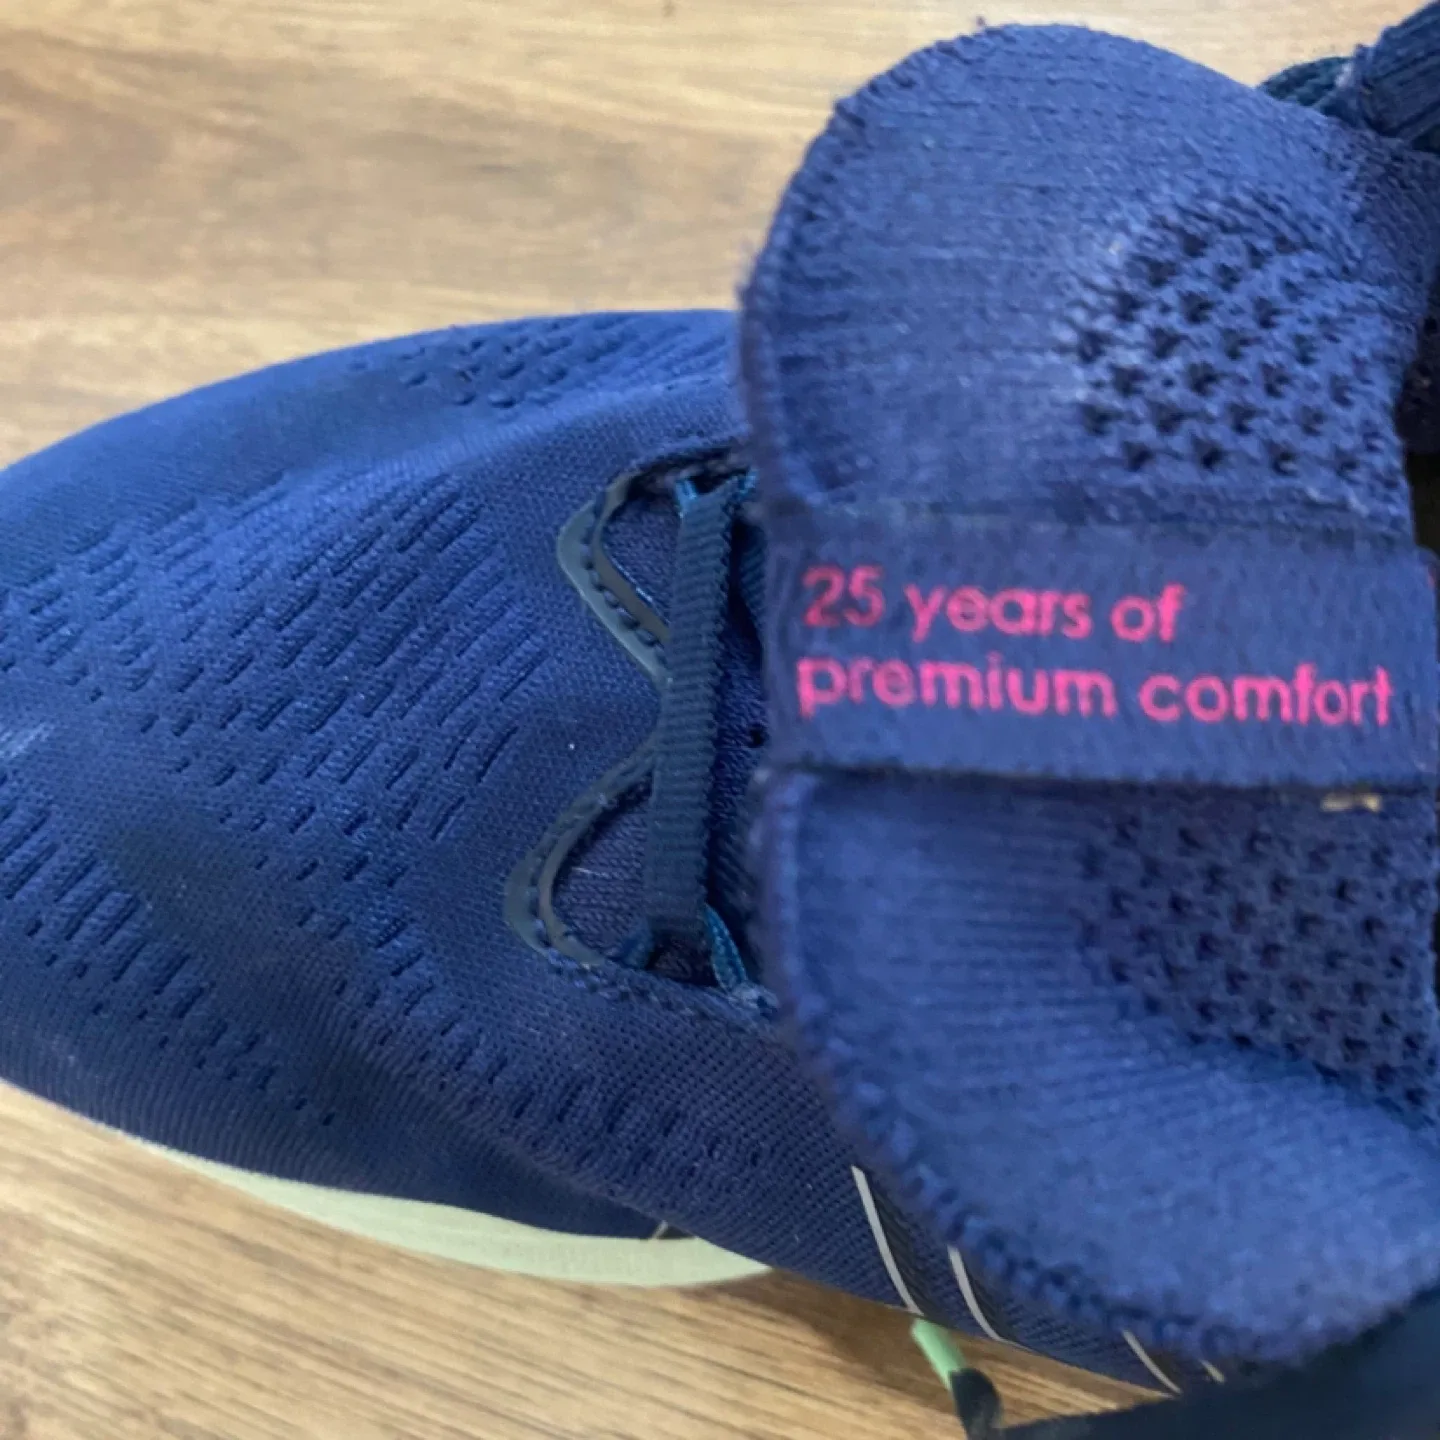 25 years of
premium comfort